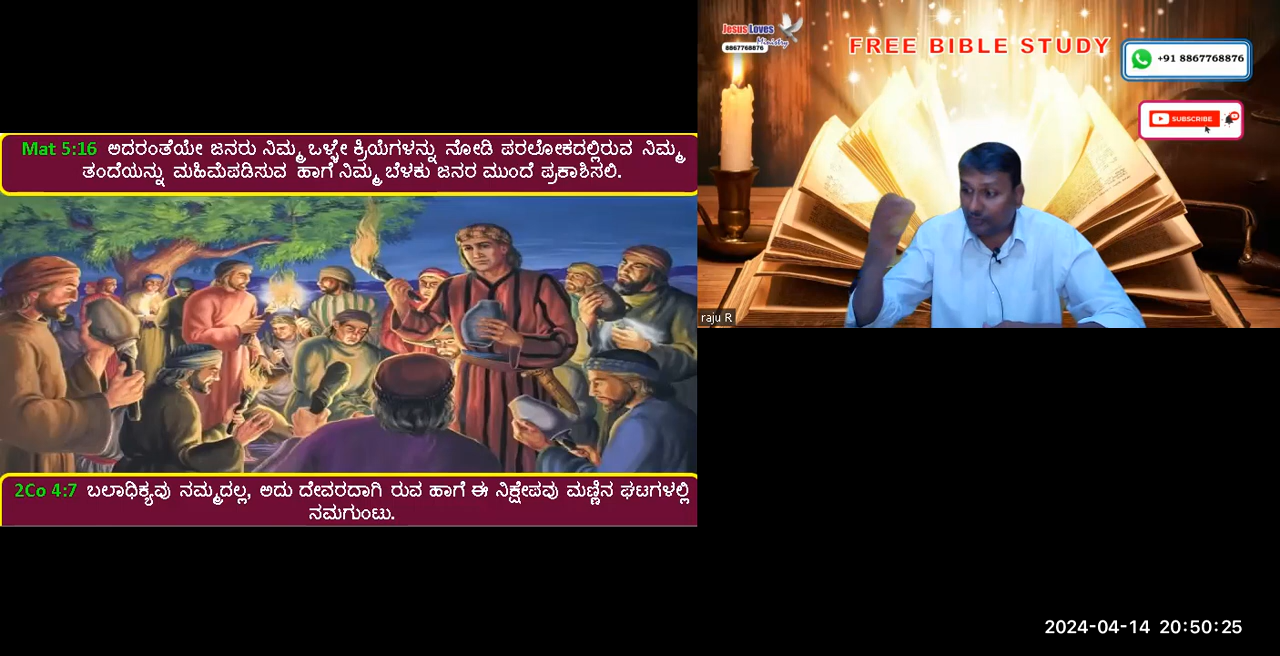 Mat 5:16 ಅದರಂತೆಯೇ ಜನರು ನಿಮ್ಮ ಒಳ್ಳೇ ಕ್ರಿಯೆಗಳನ್ನು ನೋಡಿ ಪರಲೋಕದಲ್ಲಿರುವ ನಿಮ್ಮ
ತಂದೆಯನ್ನು ಮಹಿಮೆಪಡಿಸುವ ಹಾಗೆ ನಿಮ್ಮ ಬೆಳಕು ಜನರ ಮುಂದೆ ಪ್ರಕಾಶಿಸಲಿ.
2Co 4:7 ಬಲಾಧಿಕ್ಯವು ನಮ್ಮದಲ್ಲ, ಅದು ದೇವರದಾಗಿ ರುವ ಹಾಗೆ ಈ ನಿಕ್ಷೇಪವು ಮಣ್ಣಿನ ಘಟಗಳಲ್ಲಿ
ನಮಗುಂಟು.
Jesus Loves
Ministry
8867768876
FREE BIBLE STUDY
+91 8867768876
SUBSCRIBE
raju R
2024-04-14 20:50:25